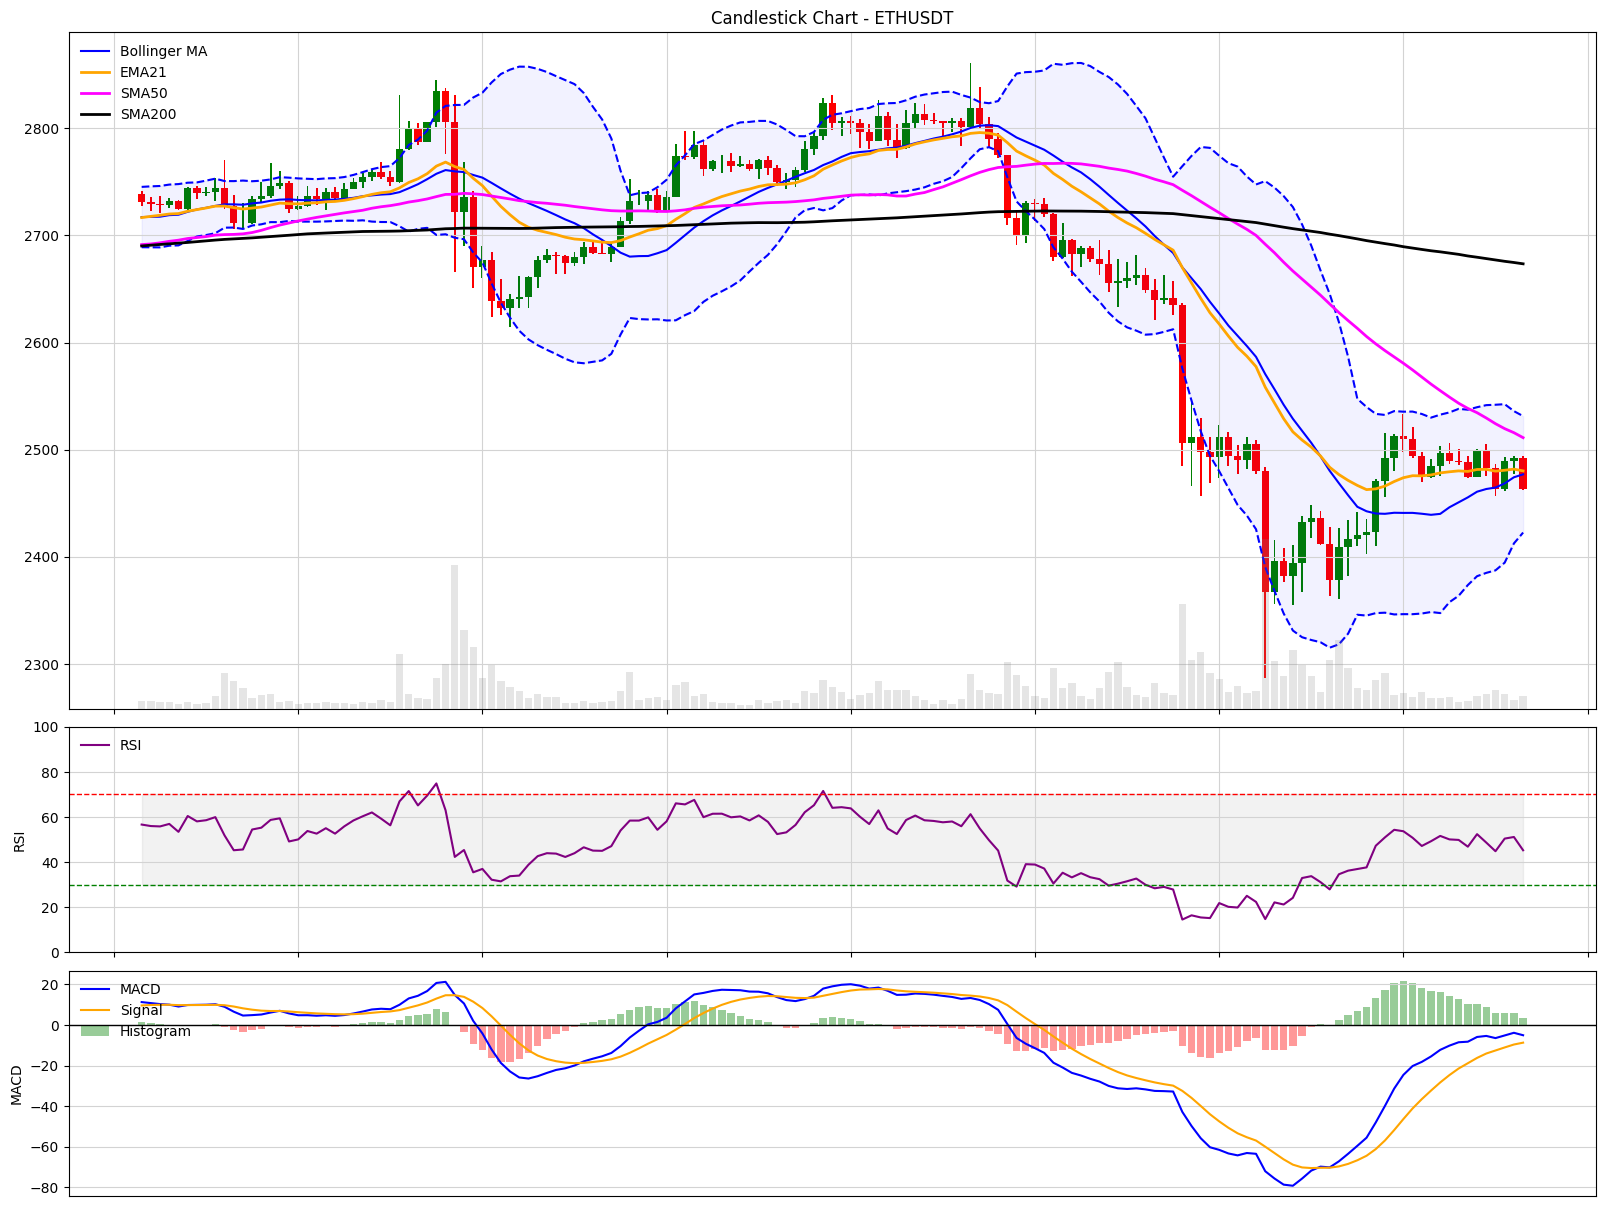 Candlestick Chart - ETHUSDT
Bollinger MA
EMA21
SMA50
SMA200
2800
2700
2600
2500
2400
2300
100
80
60
40
20
0
RSI
RSI
20
0
−20
−40
−60
−80
MACD
MACD
Signal
Histogram